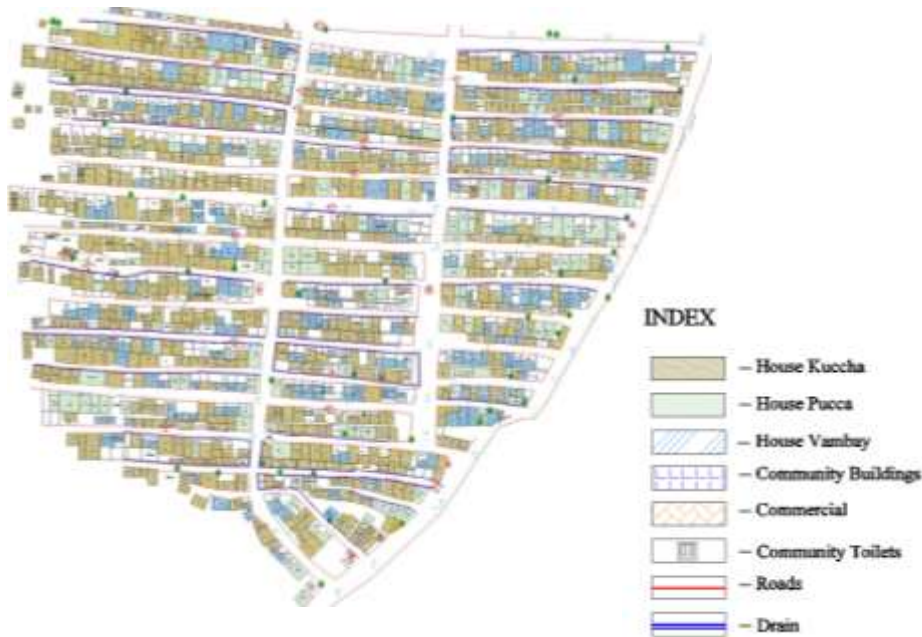 INDEX
– House Kuccha
– House Pucca
– House Vambay
– Community Buildings
– Commercial
– Community Toilets
– Roads
– Drain